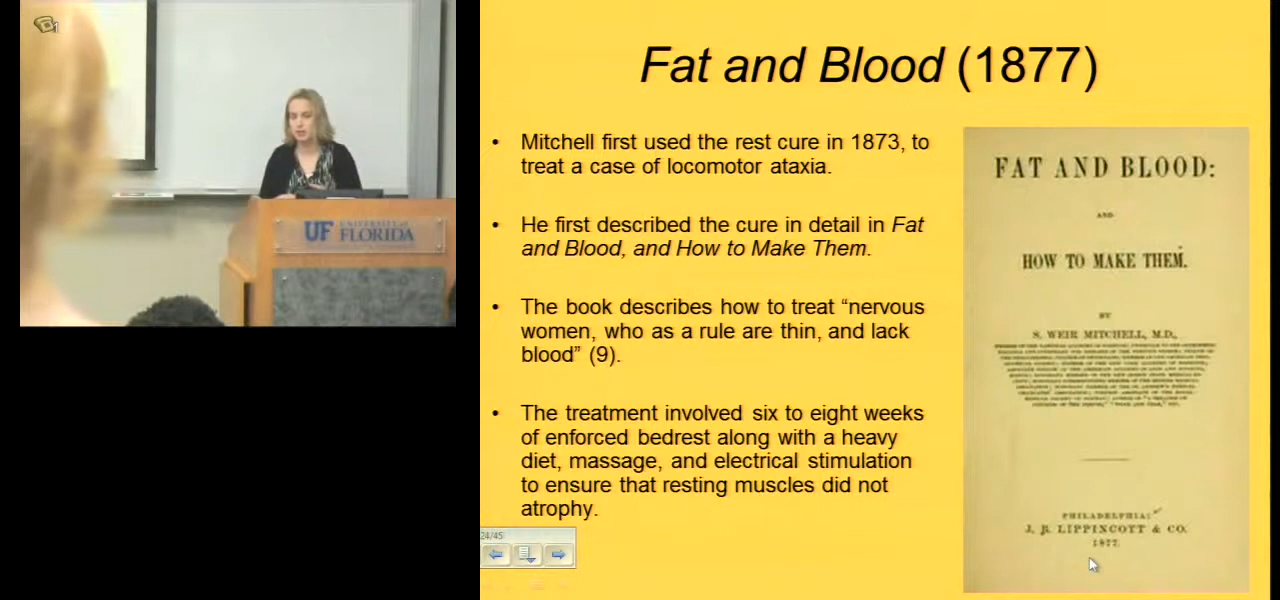 UF UNIVERSITY of
FLORIDA
Fat and Blood (1877)
• Mitchell first used the rest cure in 1873, to
treat a case of locomotor ataxia.
• He first described the cure in detail in Fat
and Blood, and How to Make Them.
• The book describes how to treat “nervous
women, who as a rule are thin, and lack
blood” (9).
• The treatment involved six to eight weeks
of enforced bedrest along with a heavy
diet, massage, and electrical stimulation
to ensure that resting muscles did not
atrophy.
24/45
FAT AND BLOOD:
AND
HOW TO MAKE THEM.
BY
S. WEIR MITCHELL, M.D.,
PHILADELPHIA:
J. B. LIPPINCOTT & CO.
1877.